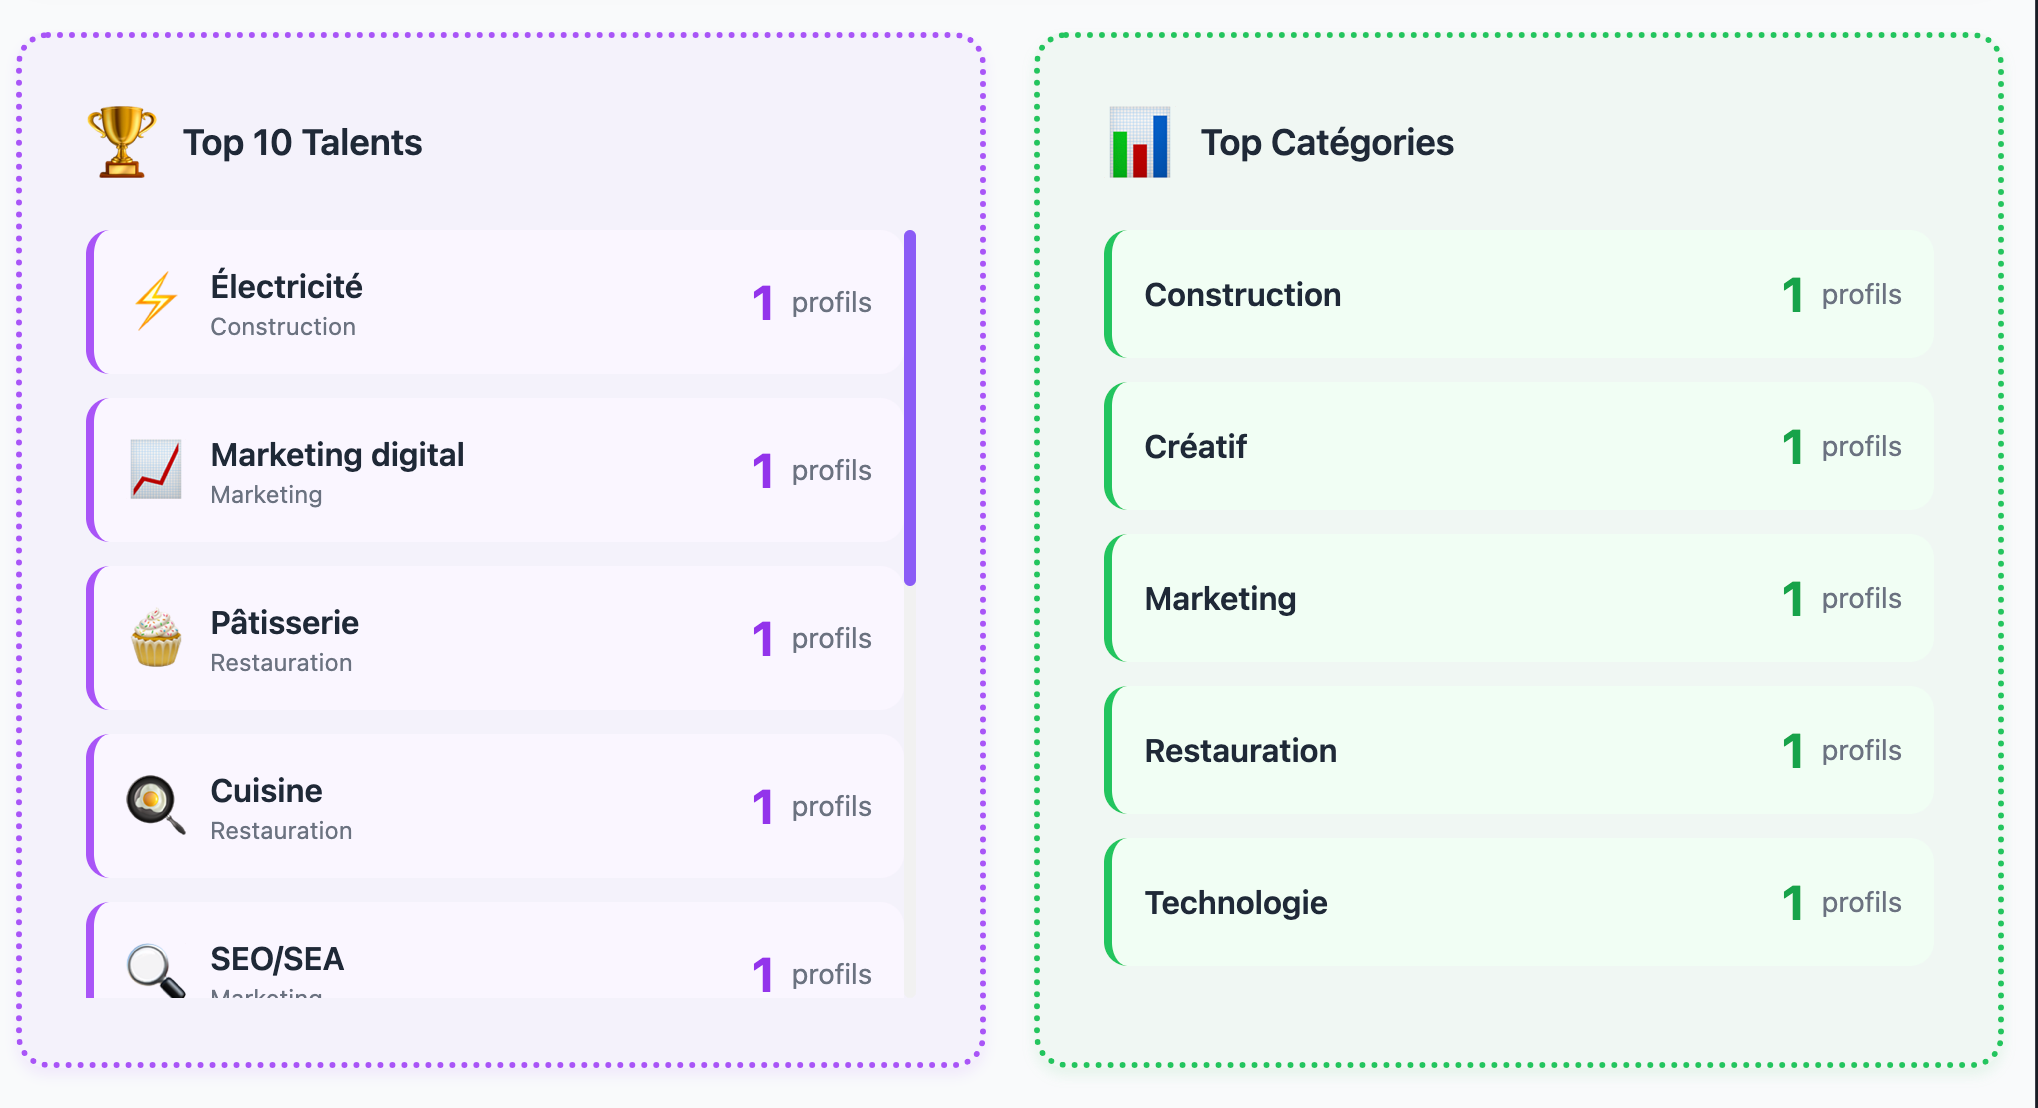 Top 10 Talents
Électricité
Construction
1 profils
Marketing digital
Marketing
1 profils
Pâtisserie
Restauration
1 profils
Cuisine
Restauration
1 profils
SEO/SEA
Marketing
1 profils
Top Catégories
Construction
1 profils
Créatif
1 profils
Marketing
1 profils
Restauration
1 profils
Technologie
1 profils